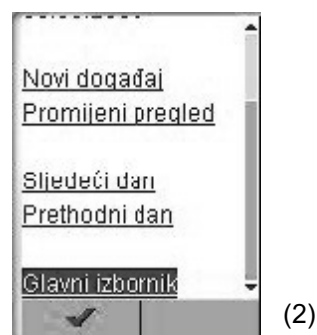 Novi događaj
Promijeni pregled
Sljedeći dan
Prethodni dan
Glavni izbornik
(2)